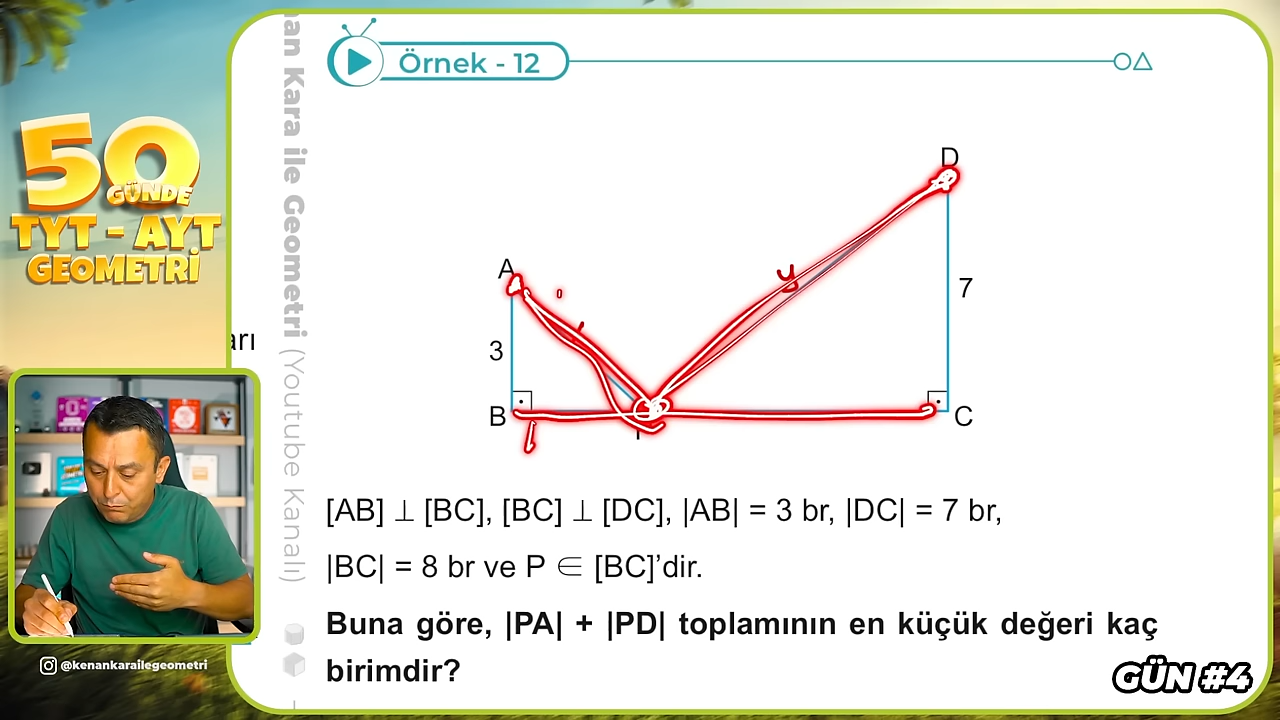 50
GÜNDE
TYT - AYT
GEOMETRİ
arı
an Kara ile Geometri (Youtube Kanalı)
Örnek - 12
D
A
y
7
3
B
C
[AB] ⊥ [BC], [BC] ⊥ [DC], |AB| = 3 br, |DC| = 7 br,
|BC| = 8 br ve P ∈ [BC]’dir.
Buna göre, |PA| + |PD| toplamının en küçük değeri kaç
birimdir?
@kenankarailegeometri
GÜN #4